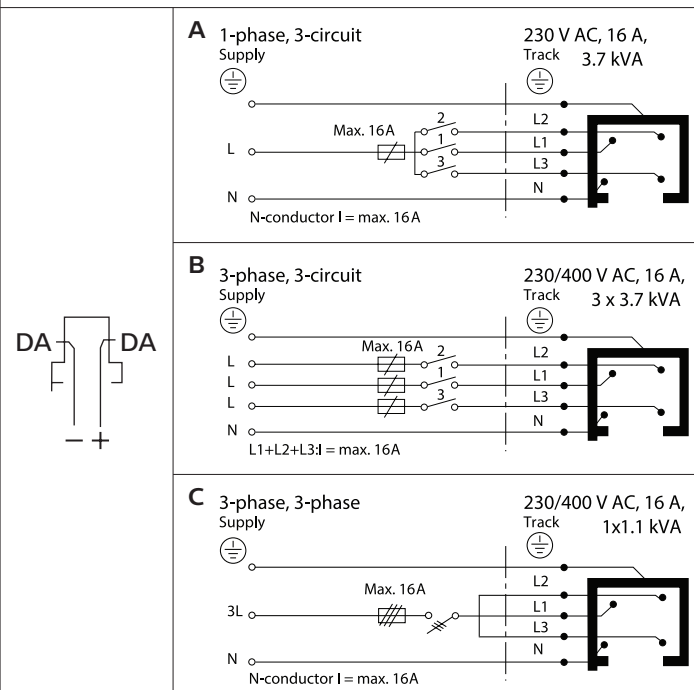 A 1-phase, 3-circuit
Supply
230 V AC, 16 A,
Track 3.7 kVA
2
L2
Max. 16A
1
L1
L
3
L3
N
N
N-conductor I = max. 16A
B 3-phase, 3-circuit
Supply
230/400 V AC, 16 A,
Track 3 x 3.7 kVA
Max. 16A
2
L2
L
1
L1
L
3
L3
L
N
N
L1+L2+L3:I = max. 16A
DA DA
– +
C 3-phase, 3-phase
Supply
230/400 V AC, 16 A,
Track 1x1.1 kVA
L2
Max. 16A
L1
3L
L3
N
N
N-conductor I = max. 16A